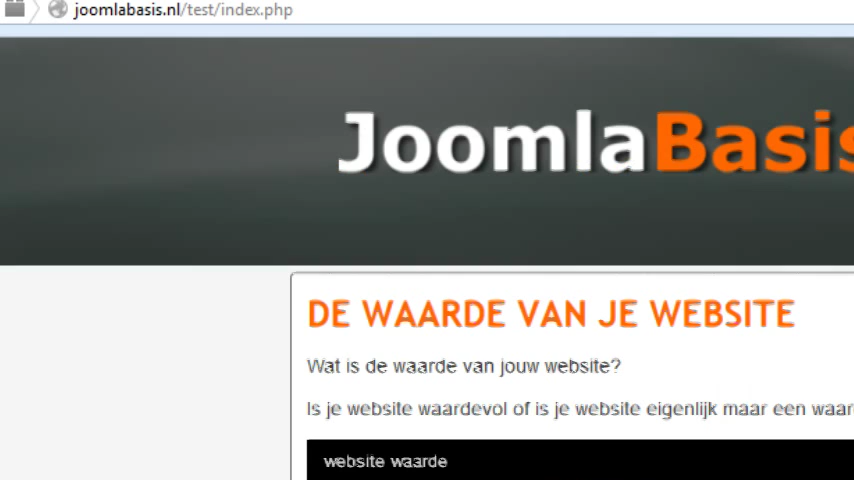 joomlabasis.nl/test/index.php
JoomlaBasis
DE WAARDE VAN JE WEBSITE
Wat is de waarde van jouw website?
Is je website waardevol of is je website eigenlijk maar een
website waarde